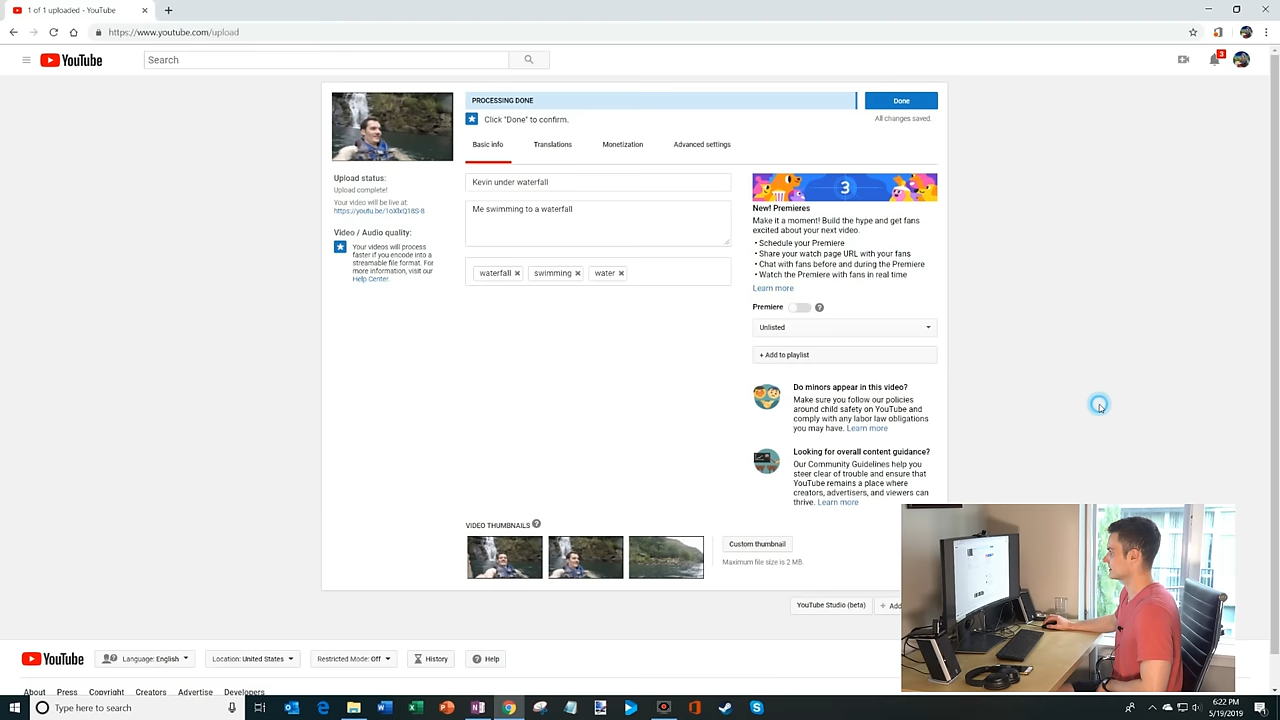 1 of 1 uploaded - YouTube
https://www.youtube.com/upload
YouTube
Search
3
PROCESSING DONE
Done
Click "Done" to confirm.
All changes saved.
Basic info
Translations
Monetization
Advanced settings
Upload status:
Upload complete!
Your video will be live at:
https://youtu.be/1oXlxQ18S-8
Video / Audio quality:
Your videos will process
faster if you encode into a
streamable file format. For
more information, visit our
Help Center.
Kevin under waterfall
Me swimming to a waterfall
waterfall × swimming × water ×
3
New! Premieres
Make it a moment! Build the hype and get fans
excited about your next video.
• Schedule your Premiere
• Share your watch page URL with your fans
• Chat with fans before and during the Premiere
• Watch the Premiere with fans in real time
Learn more
Premiere ?
Unlisted
+ Add to playlist
Do minors appear in this video?
Make sure you follow our policies
around child safety on YouTube and
comply with any labor law obligations
you may have. Learn more
Looking for overall content guidance?
Our Community Guidelines help you
steer clear of trouble and ensure that
YouTube remains a place where
creators, advertisers, and viewers can
thrive. Learn more
VIDEO THUMBNAILS ?
Custom thumbnail
Maximum file size is 2 MB.
YouTube Studio (beta)
+ Add
YouTube
Language: English
Location: United States
Restricted Mode: Off
History
Help
About Press Copyright Creators Advertise Developers
Type here to search
6:22 PM
5/19/2019